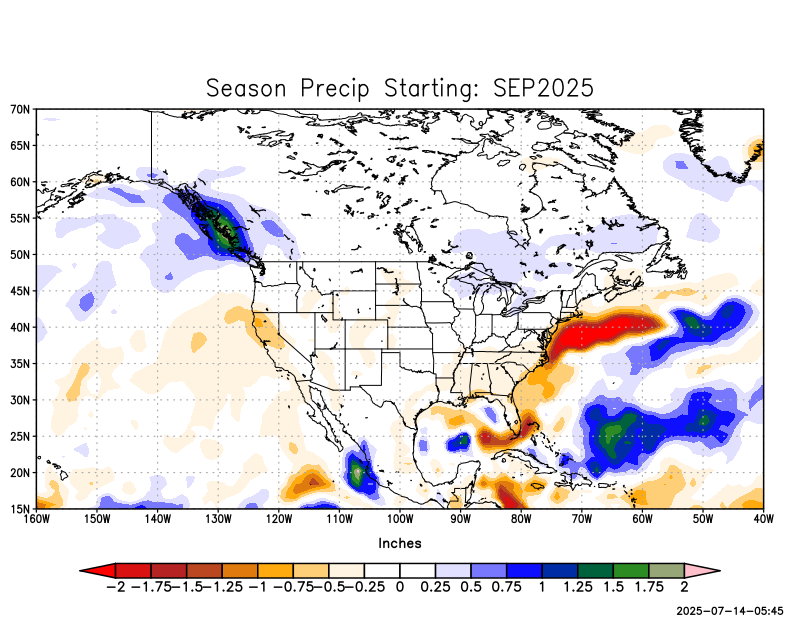 Season Precip Starting: SEP2025
70N
65N
60N
55N
50N
45N
40N
35N
30N
25N
20N
15N
160W 150W 140W 130W 120W 110W 100W 90W 80W 70W 60W 50W 40W
Inches
-2 -1.75 -1.5 -1.25 -1 -0.75 -0.5 -0.25 0 0.25 0.5 0.75 1 1.25 1.5 1.75 2
2025-07-14-05:45